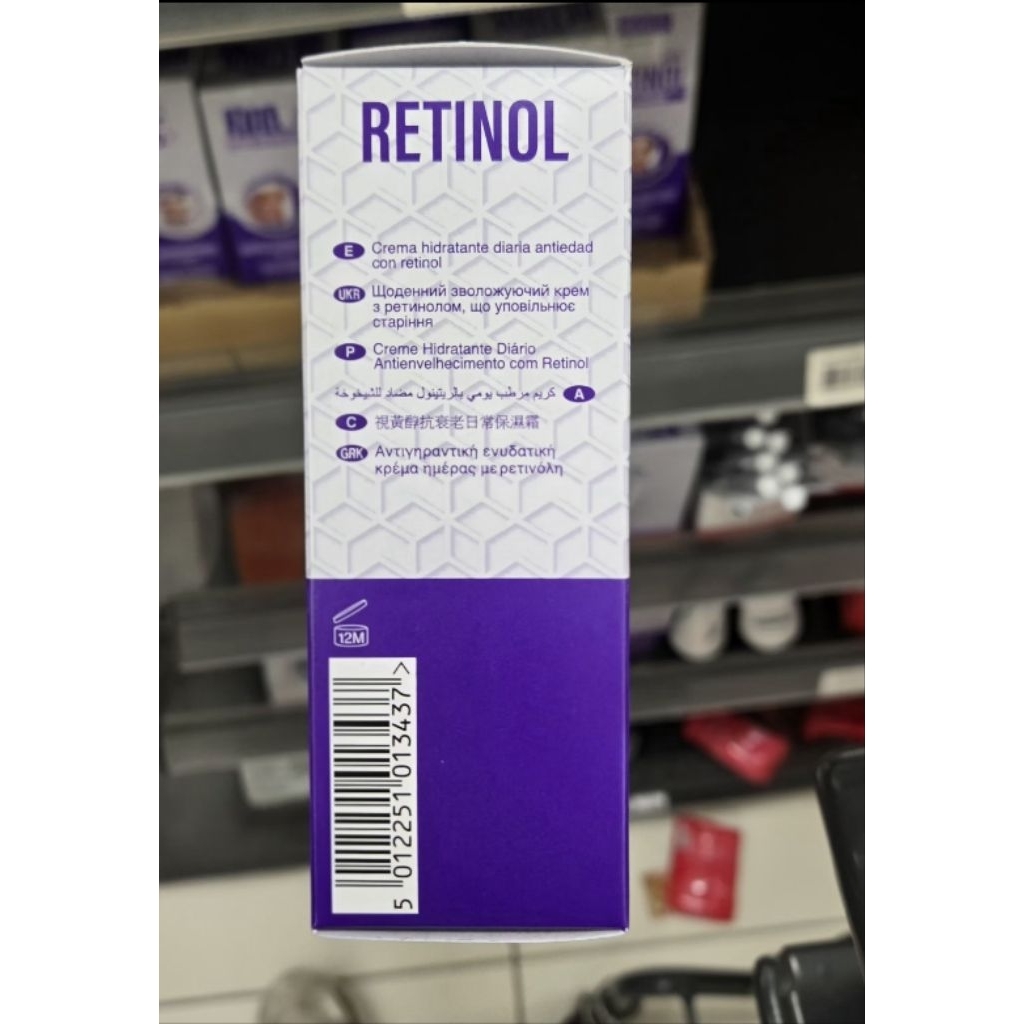 RETINOL
E Crema hidratante diaria antiedad
con retinol
UKR Щоденний зволожуючий крем
з ретинолом, що уповільнює
старіння
P Creme Hidratante Diário
Antienvelhecimento com Retinol
A كريم مرطب يومي بالريتينول مضاد للشيخوخة
C 視黃醇抗衰老日常保濕霜
GRK Αντιγηραντική ενυδατική
κρέμα ημέρας με ρετινόλη
12M
5 012251 013437 >